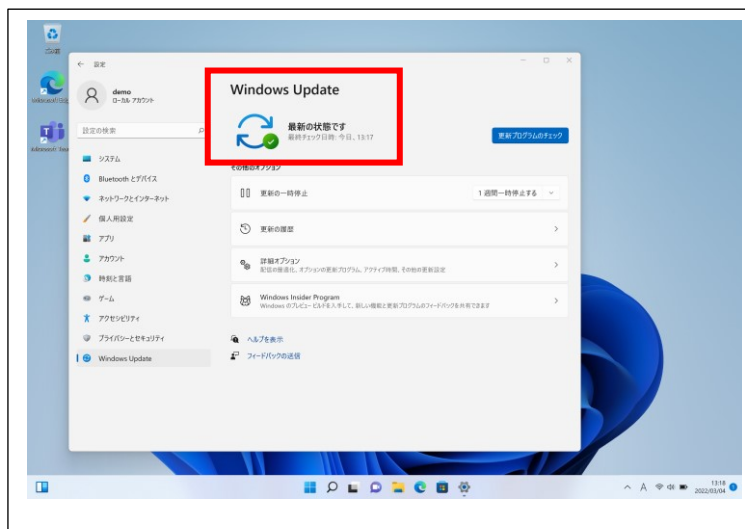 ごみ箱
設定
demo
ローカル アカウント
Windows Update
最新の状態です
最終チェック日時: 今日、13:17
更新プログラムのチェック
設定の検索
その他のオプション
システム
Bluetooth とデバイス
ネットワークとインターネット
個人用設定
アプリ
アカウント
時刻と言語
ゲーム
アクセシビリティ
プライバシーとセキュリティ
Windows Update
更新の一時停止
1 週間一時停止する
更新の履歴
詳細オプション
配信の最適化、オプションの更新プログラム、アクティブ時間、その他の更新設定
Windows Insider Program
Windows のプレビュー ビルドを入手して、新しい機能と更新プログラムのフィードバックを共有できます
ヘルプを表示
フィードバックの送信
A
13:18
2022/03/04